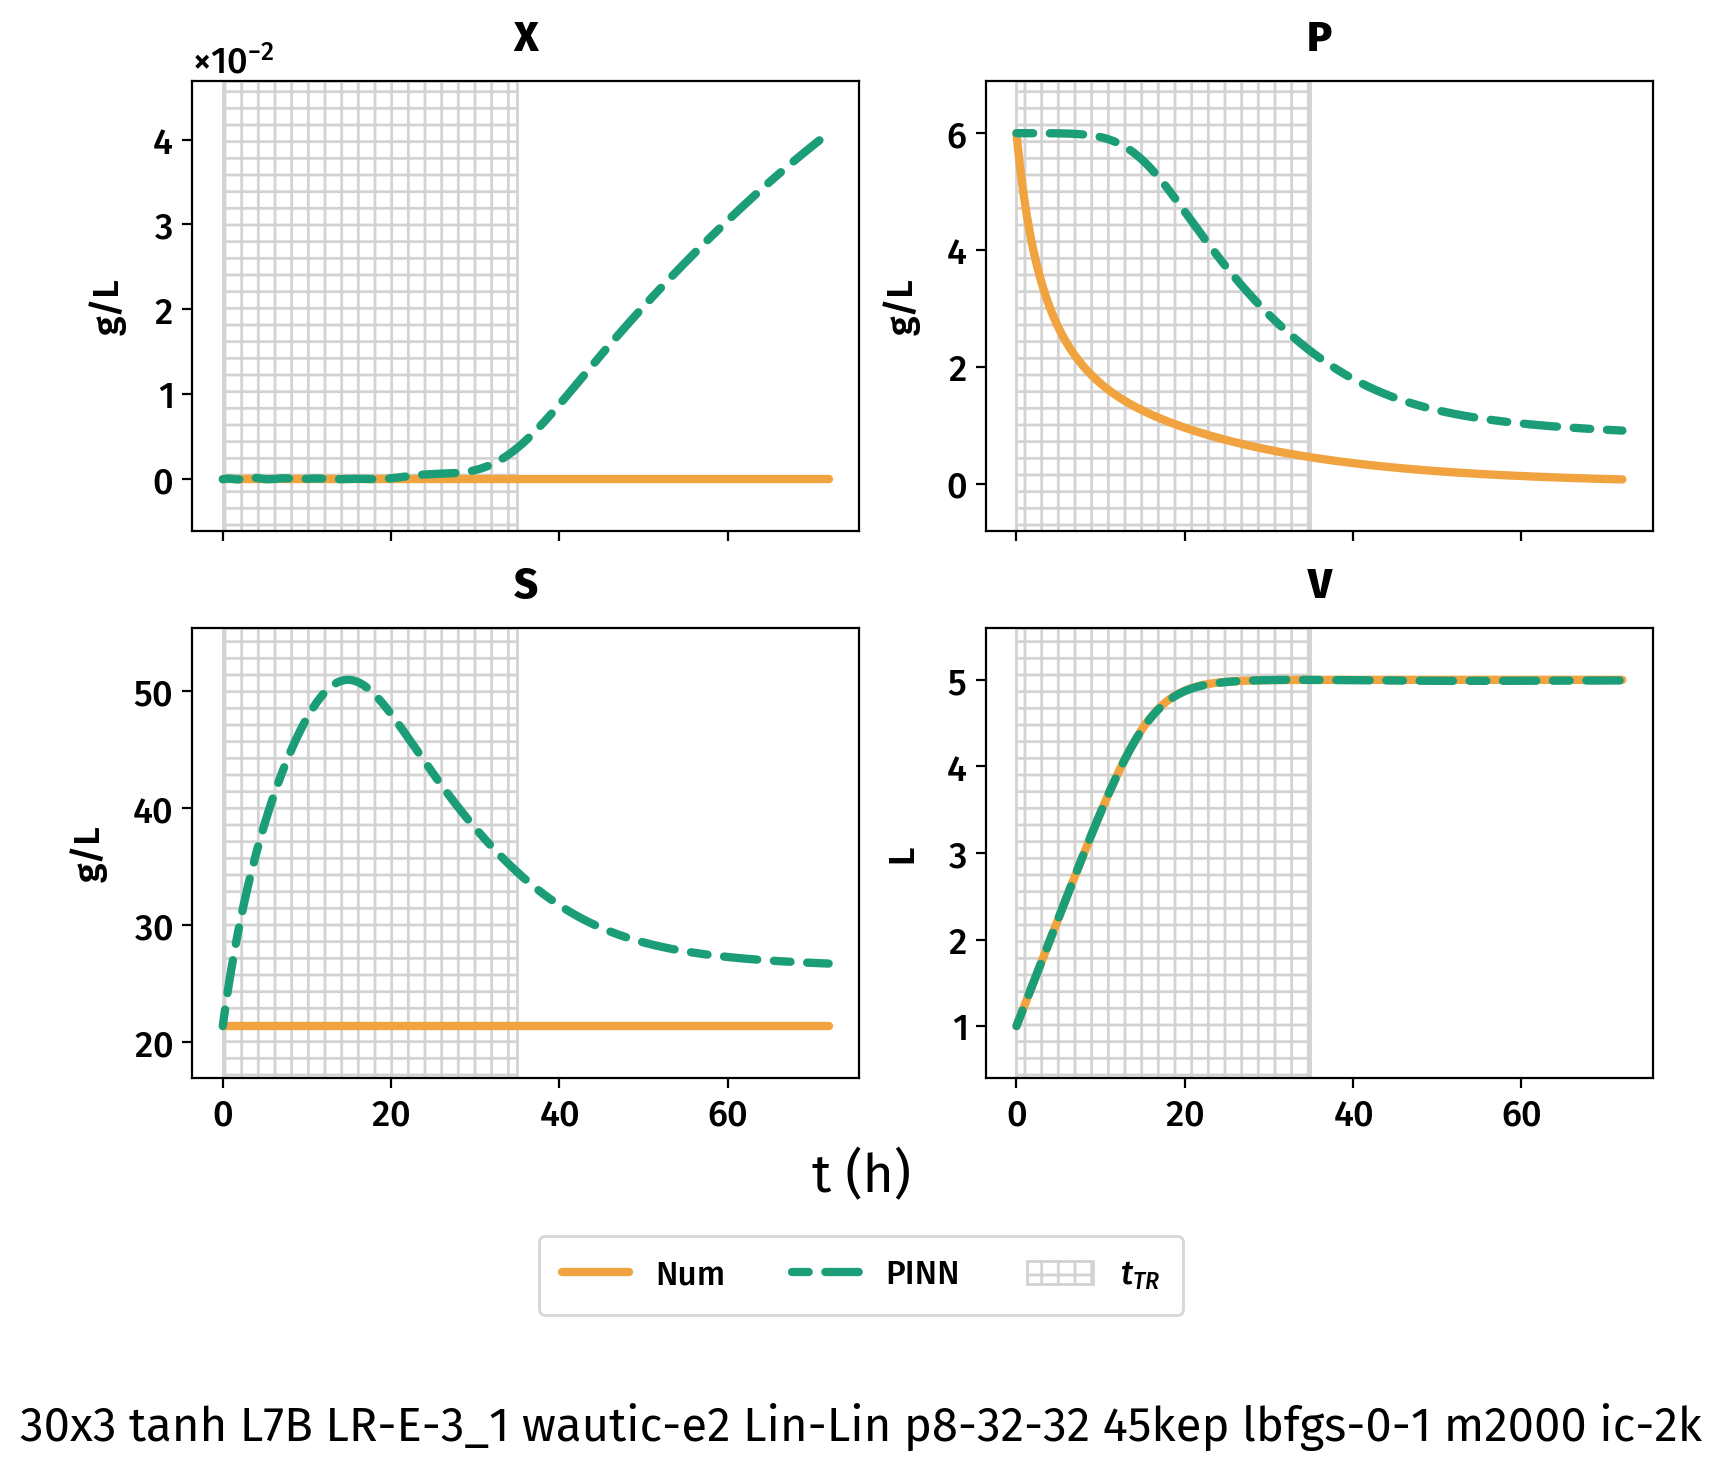 X
×10⁻²
4
3
2
1
0
g/L
P
6
4
2
0
g/L
S
50
40
30
20
g/L
0 20 40 60
V
5
4
3
2
1
L
0 20 40 60
t (h)
Num PINN t_TR
30x3 tanh L7B LR-E-3_1 wautic-e2 Lin-Lin p8-32-32 45kep lbfgs-0-1 m2000 ic-2k